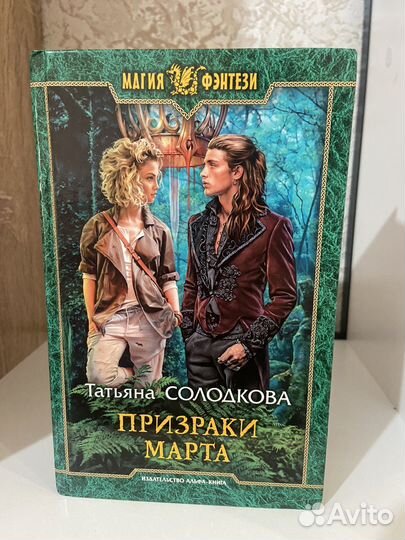 МАГИЯ ФЭНТЕЗИ
Татьяна СОЛОДКОВА
ПРИЗРАКИ
МАРТА
ИЗДАТЕЛЬСТВО АЛЬФА-КНИГА
Avito